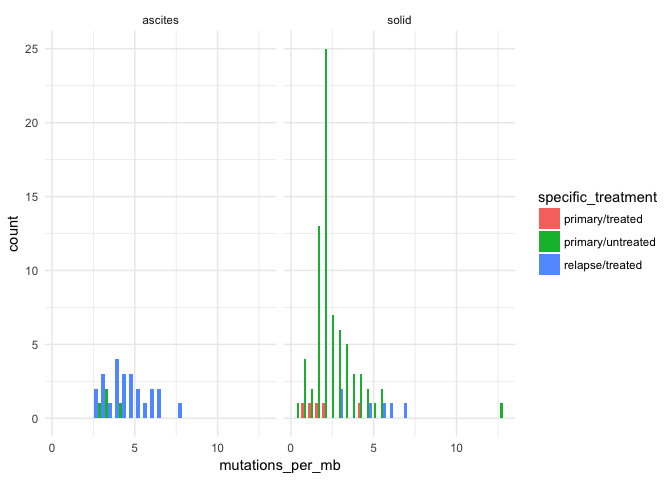 ascites
solid
25
20
15
10
5
0
count
0
5
10
0
5
10
mutations_per_mb
specific_treatment
primary/treated
primary/untreated
relapse/treated